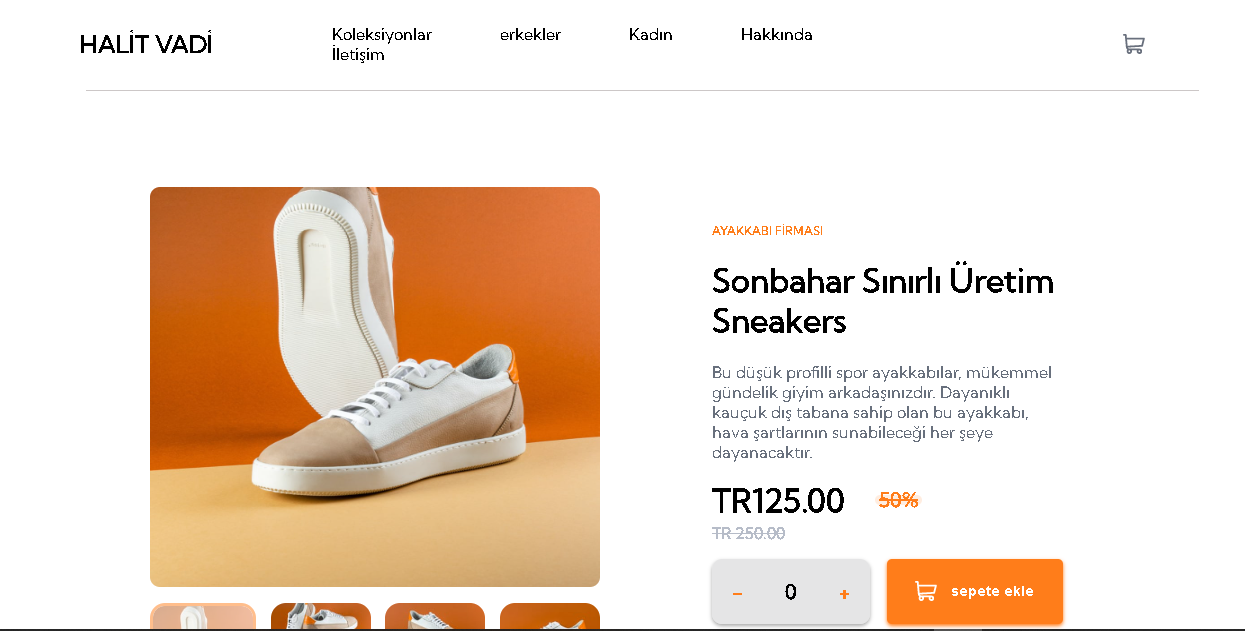 HALİT VADİ
Koleksiyonlar erkekler Kadın Hakkında
İletişim
AYAKKABI FİRMASI
Sonbahar Sınırlı Üretim
Sneakers
Bu düşük profilli spor ayakkabılar, mükemmel
gündelik giyim arkadaşınızdır. Dayanıklı
kauçuk dış tabana sahip olan bu ayakkabı,
hava şartlarının sunabileceği her şeye
dayanacaktır.
TR125.00 50%
TR 250.00
− 0 + sepete ekle